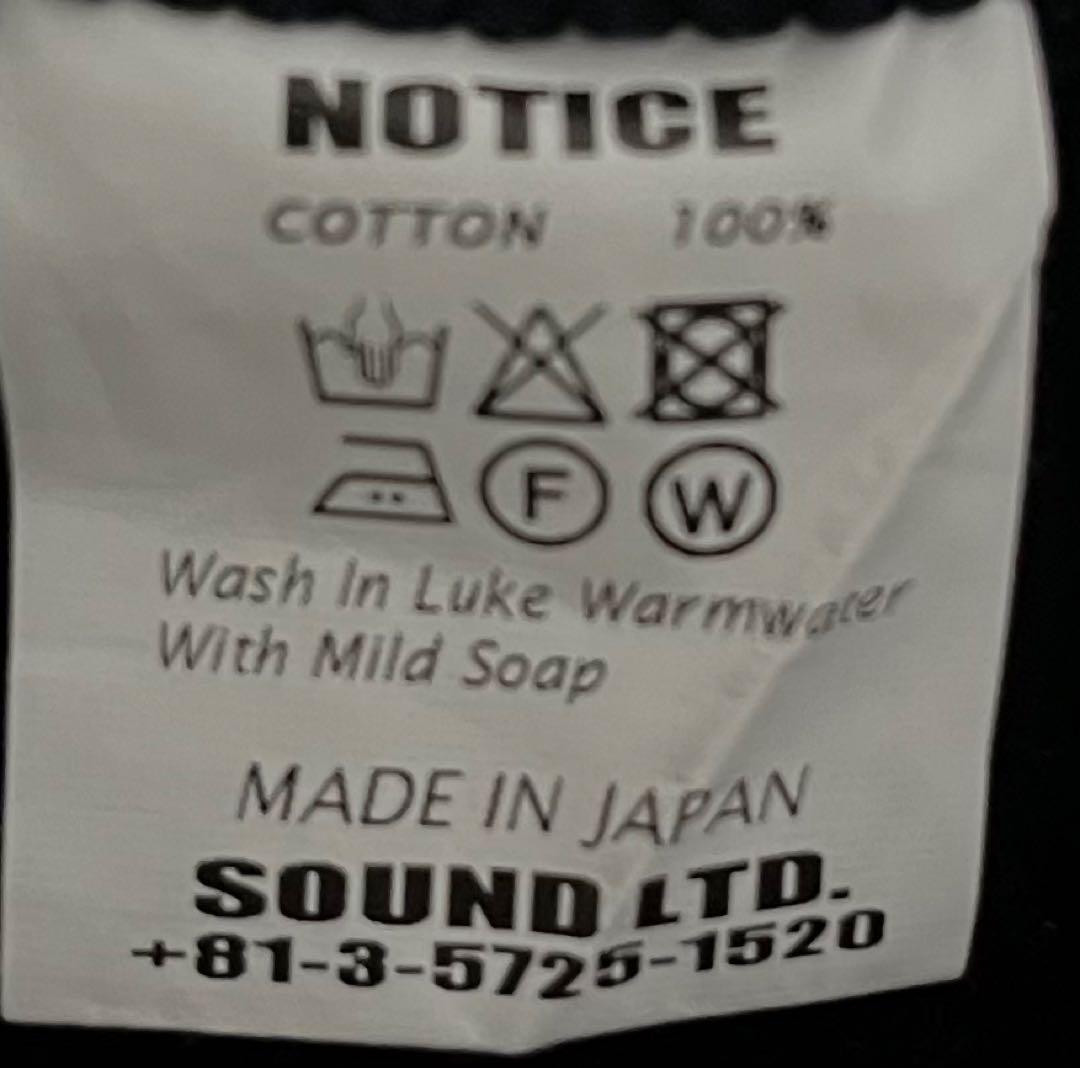 NOTICE
COTTON 100%
F W
Wash In Luke Warmwater
With Mild Soap
MADE IN JAPAN
SOUND LTD.
+81-3-5725-1520